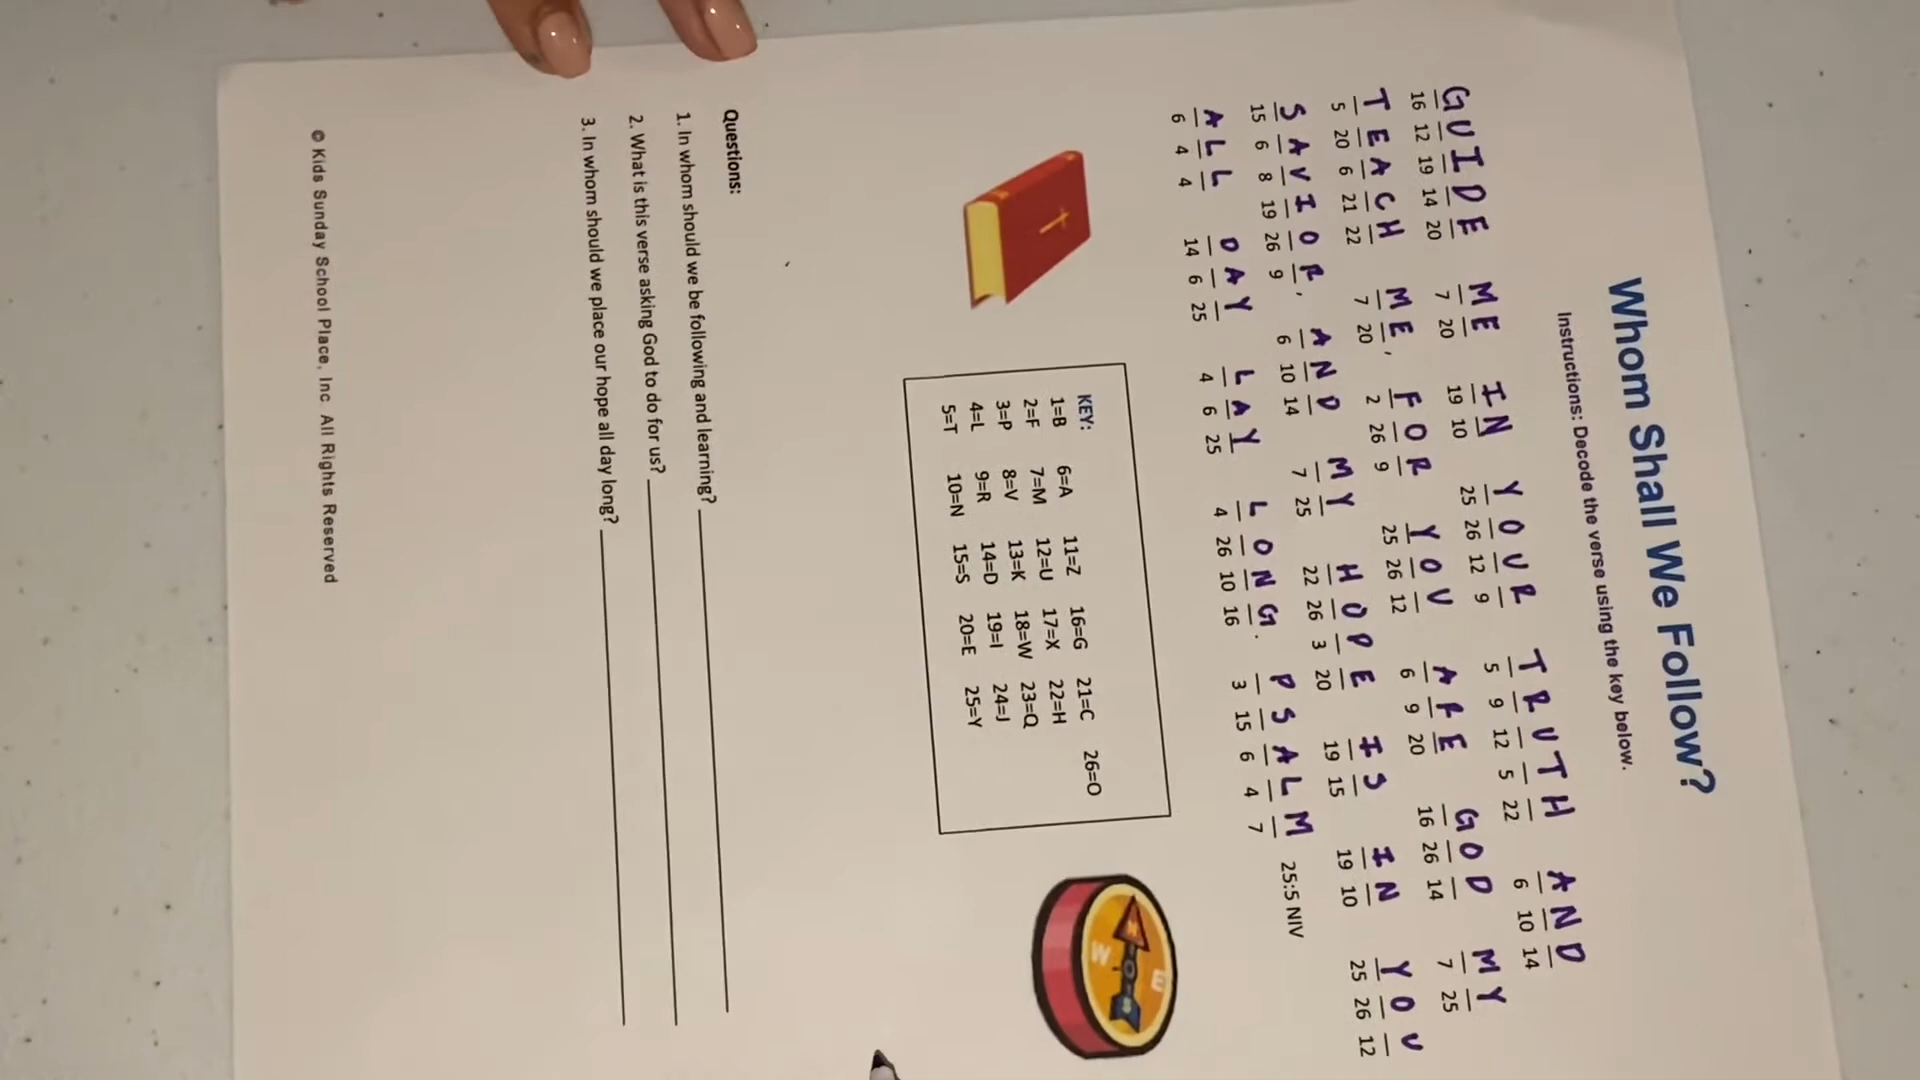 Whom Shall We Follow?
Instructions: Decode the verse using the key below.
GUIDE ME IN YOUR TRUTH AND
16 12 19 14 20 7 20 19 10 25 26 12 9 5 9 12 5 22 6 10 14
TEACH ME, FOR YOU ARE GOD MY
5 20 6 21 22 7 20 2 26 9 25 26 12 6 9 20 16 26 14 7 25
SAVIOR, AND MY HOPE IS IN YOU
15 6 8 19 26 9 6 10 14 7 25 22 26 3 20 19 15 19 10 25 26 12
ALL DAY LAY LONG. PSALM 25:5 NIV
6 4 4 14 6 25 4 6 25 4 26 10 16 3 15 6 4 7
KEY:
1=B 6=A 11=Z 16=G 21=C 26=O
2=F 7=M 12=U 17=X 22=H
3=P 8=V 13=K 18=W 23=Q
4=L 9=R 14=D 19=I 24=J
5=T 10=N 15=S 20=E 25=Y
N
W
E
S
Questions:
1. In whom should we be following and learning?
2. What is this verse asking God to do for us?
3. In whom should we place our hope all day long?
© Kids Sunday School Place, Inc. All Rights Reserved